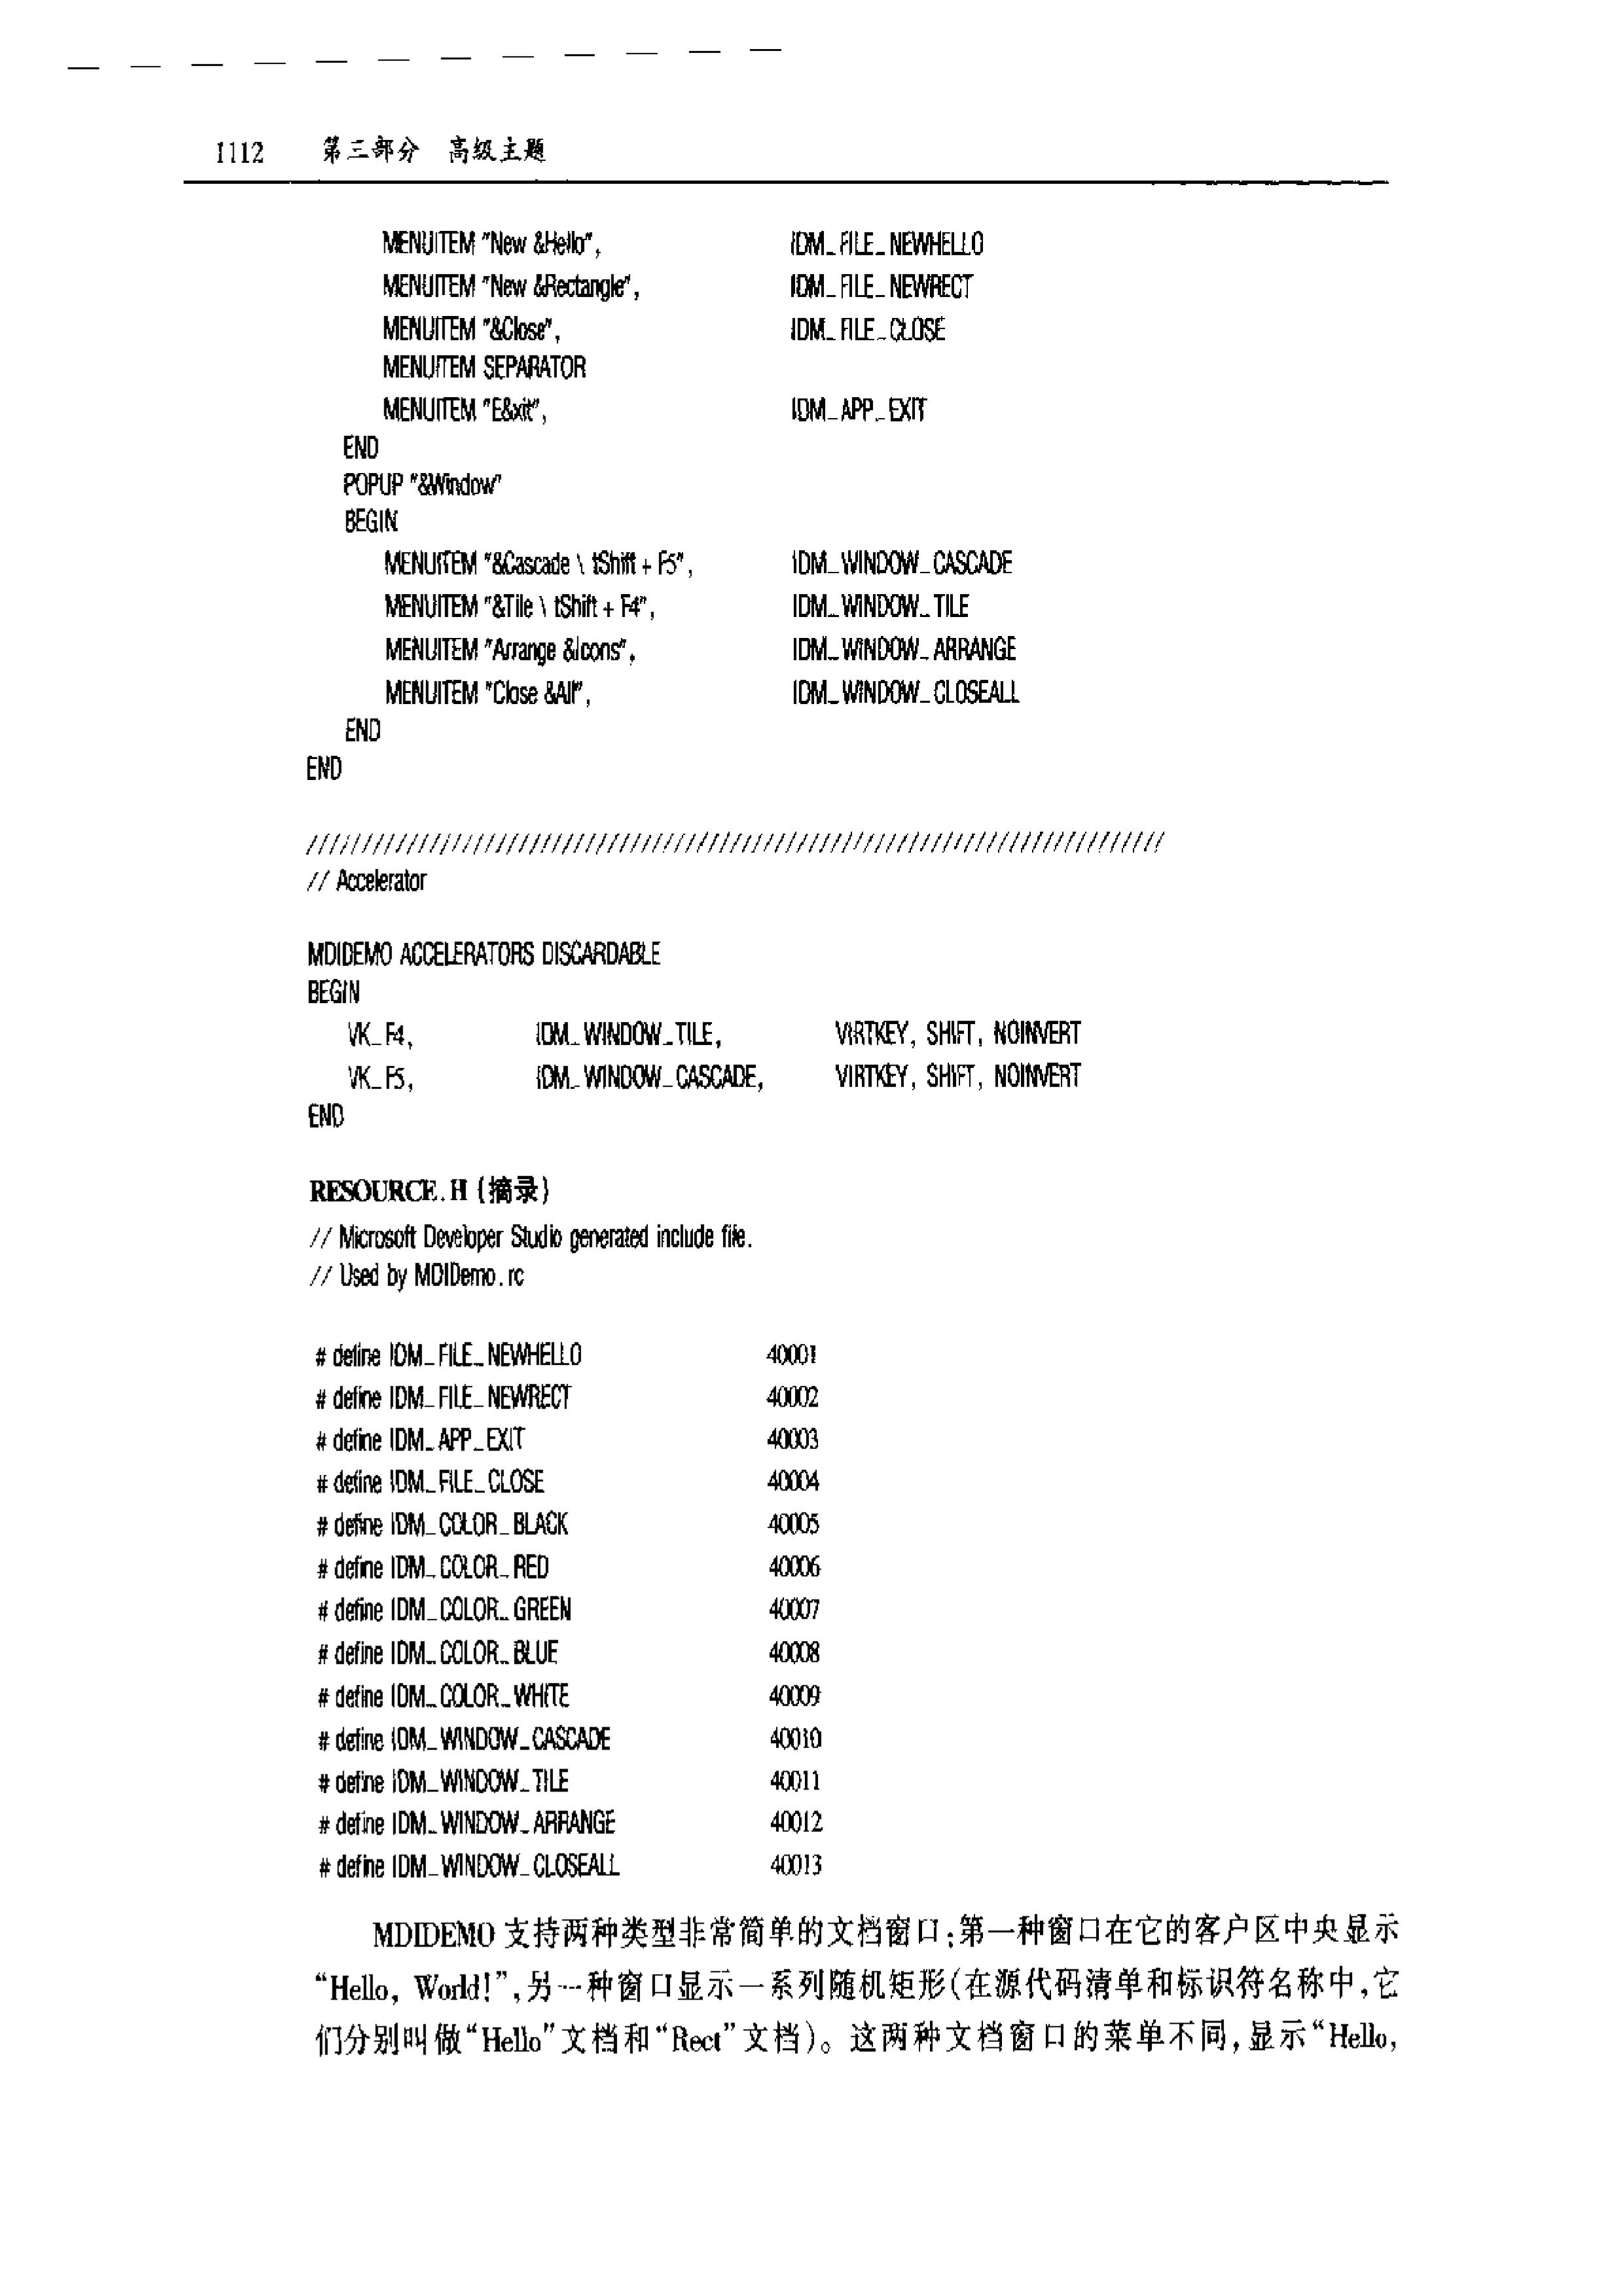 1112 第三部分 高级主题
MENUITEM "New &Hello", IDM_FILE_NEWHELLO
MENUITEM "New &Rectangle", IDM_FILE_NEWRECT
MENUITEM "&Close", IDM_FILE_CLOSE
MENUITEM SEPARATOR
MENUITEM "E&xit", IDM_APP_EXIT
END
POPUP "&Window"
BEGIN
MENUITEM "&Cascade \ tShift + F5", IDM_WINDOW_CASCADE
MENUITEM "&Tile \ tShift + F4", IDM_WINDOW_TILE
MENUITEM "Arrange &Icons", IDM_WINDOW_ARRANGE
MENUITEM "Close &All", IDM_WINDOW_CLOSEALL
END
END
/////////////////////////////////////////////////////////////////////////////
// Accelerator
MDIDEMO ACCELERATORS DISCARDABLE
BEGIN
VK_F4, IDM_WINDOW_TILE, VIRTKEY, SHIFT, NOINVERT
VK_F5, IDM_WINDOW_CASCADE, VIRTKEY, SHIFT, NOINVERT
END
RESOURCE.H (摘录)
// Microsoft Developer Studio generated include file.
// Used by MDIDemo.rc
# define IDM_FILE_NEWHELLO 40001
# define IDM_FILE_NEWRECT 40002
# define IDM_APP_EXIT 40003
# define IDM_FILE_CLOSE 40004
# define IDM_COLOR_BLACK 40005
# define IDM_COLOR_RED 40006
# define IDM_COLOR_GREEN 40007
# define IDM_COLOR_BLUE 40008
# define IDM_COLOR_WHITE 40009
# define IDM_WINDOW_CASCADE 40010
# define IDM_WINDOW_TILE 40011
# define IDM_WINDOW_ARRANGE 40012
# define IDM_WINDOW_CLOSEALL 40013
MDIDEMO 支持两种类型非常简单的文档窗口;第一种窗口在它的客户区中央显示
“Hello, World!”,另一种窗口显示一系列随机矩形(在源代码清单和标识符名称中,它
们分别叫做“Hello”文档和“Rect”文档)。这两种文档窗口的菜单不同,显示“Hello,